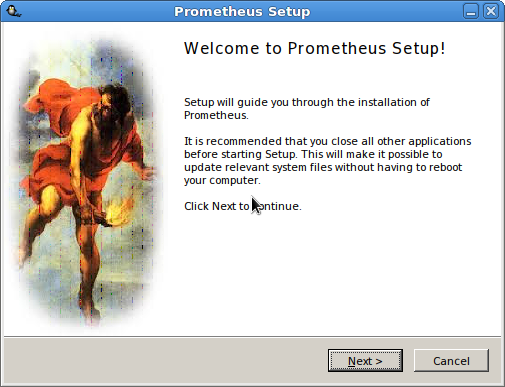 Prometheus Setup
Welcome to Prometheus Setup!
Setup will guide you through the installation of
Prometheus.
It is recommended that you close all other applications
before starting Setup. This will make it possible to
update relevant system files without having to reboot
your computer.
Click Next to continue.
Next >
Cancel